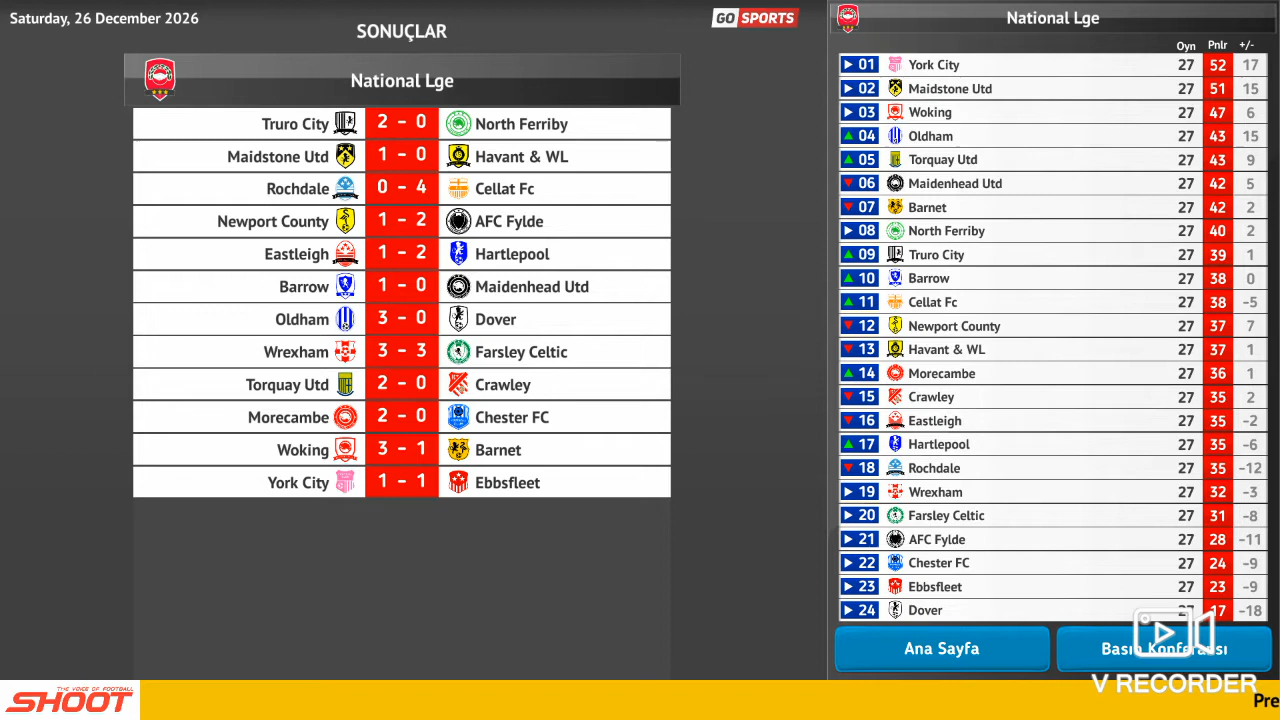 Saturday, 26 December 2026
SONUÇLAR
GO SPORTS
National Lge
Truro City 2 - 0 North Ferriby
Maidstone Utd 1 - 0 Havant & WL
Rochdale 0 - 4 Cellat Fc
Newport County 1 - 2 AFC Fylde
Eastleigh 1 - 2 Hartlepool
Barrow 1 - 0 Maidenhead Utd
Oldham 3 - 0 Dover
Wrexham 3 - 3 Farsley Celtic
Torquay Utd 2 - 0 Crawley
Morecambe 2 - 0 Chester FC
Woking 3 - 1 Barnet
York City 1 - 1 Ebbsfleet
National Lge
Oyn Pnlr +/-
01 York City 27 52 17
02 Maidstone Utd 27 51 15
03 Woking 27 47 6
04 Oldham 27 43 15
05 Torquay Utd 27 43 9
06 Maidenhead Utd 27 42 5
07 Barnet 27 42 2
08 North Ferriby 27 40 2
09 Truro City 27 39 1
10 Barrow 27 38 0
11 Cellat Fc 27 38 -5
12 Newport County 27 37 7
13 Havant & WL 27 37 1
14 Morecambe 27 36 1
15 Crawley 27 35 2
16 Eastleigh 27 35 -2
17 Hartlepool 27 35 -6
18 Rochdale 27 35 -12
19 Wrexham 27 32 -3
20 Farsley Celtic 27 31 -8
21 AFC Fylde 27 28 -11
22 Chester FC 27 24 -9
23 Ebbsfleet 27 23 -9
24 Dover 27 17 -18
Ana Sayfa
Basın Konferansı
V RECORDER
THE VOICE OF FOOTBALL
SHOOT
Pre